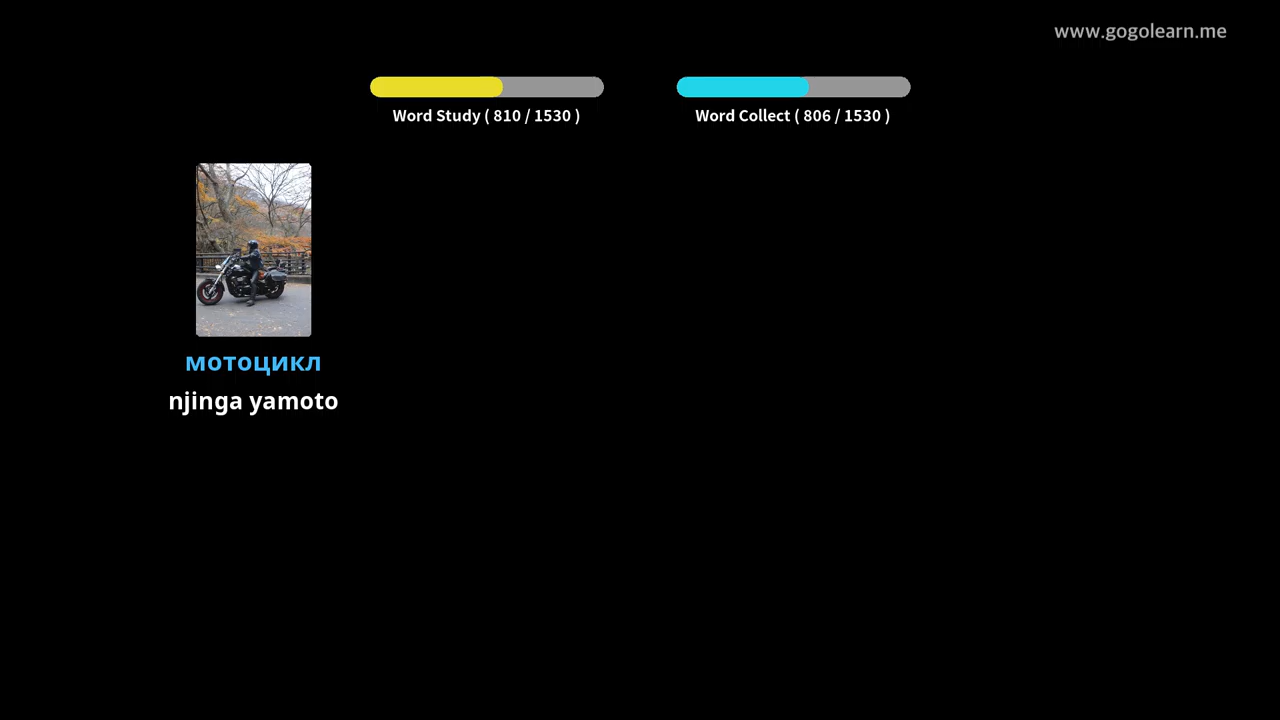 www.gogolearn.me
Word Study ( 810 / 1530 )
Word Collect ( 806 / 1530 )
мотоцикл
njinga yamoto